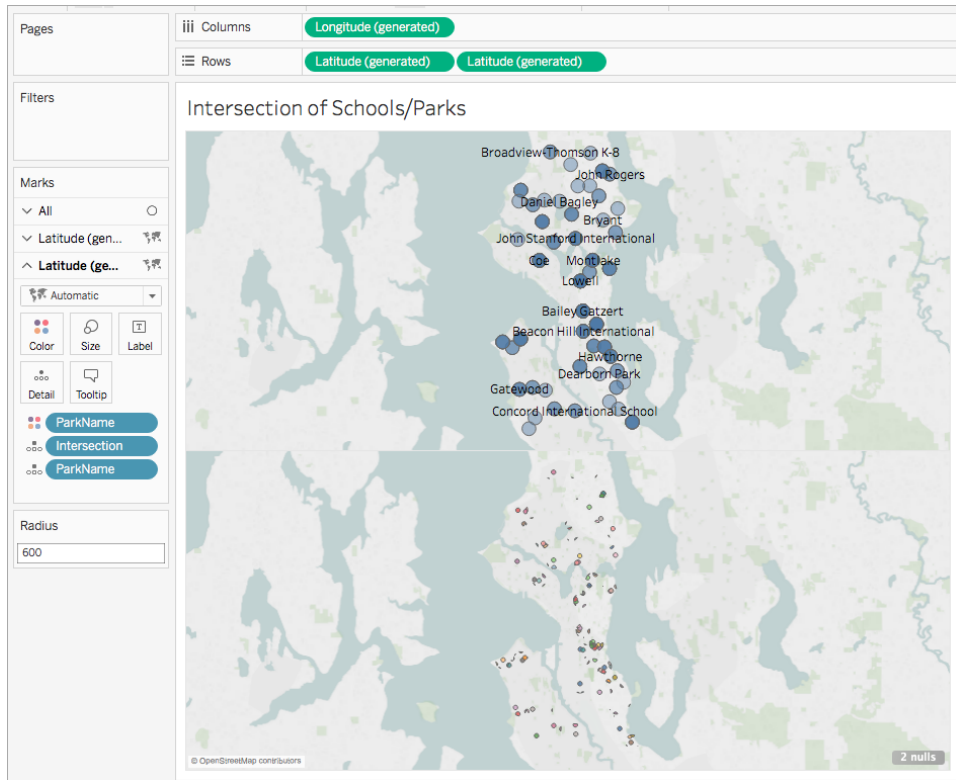 Pages
Columns
Longitude (generated)
Rows
Latitude (generated) Latitude (generated)
Filters
Intersection of Schools/Parks
Marks
All
Latitude (gen...
Latitude (ge...
Automatic
Color Size Label
Detail Tooltip
ParkName
Intersection
ParkName
Radius
600
Broadview-Thomson K-8
John Rogers
Daniel Bagley
Bryant
John Stanford International
Coe Montlake
Lowell
Bailey Gatzert
Beacon Hill International
Hawthorne
Dearborn Park
Gatewood
Concord International School
© OpenStreetMap contributors
2 nulls